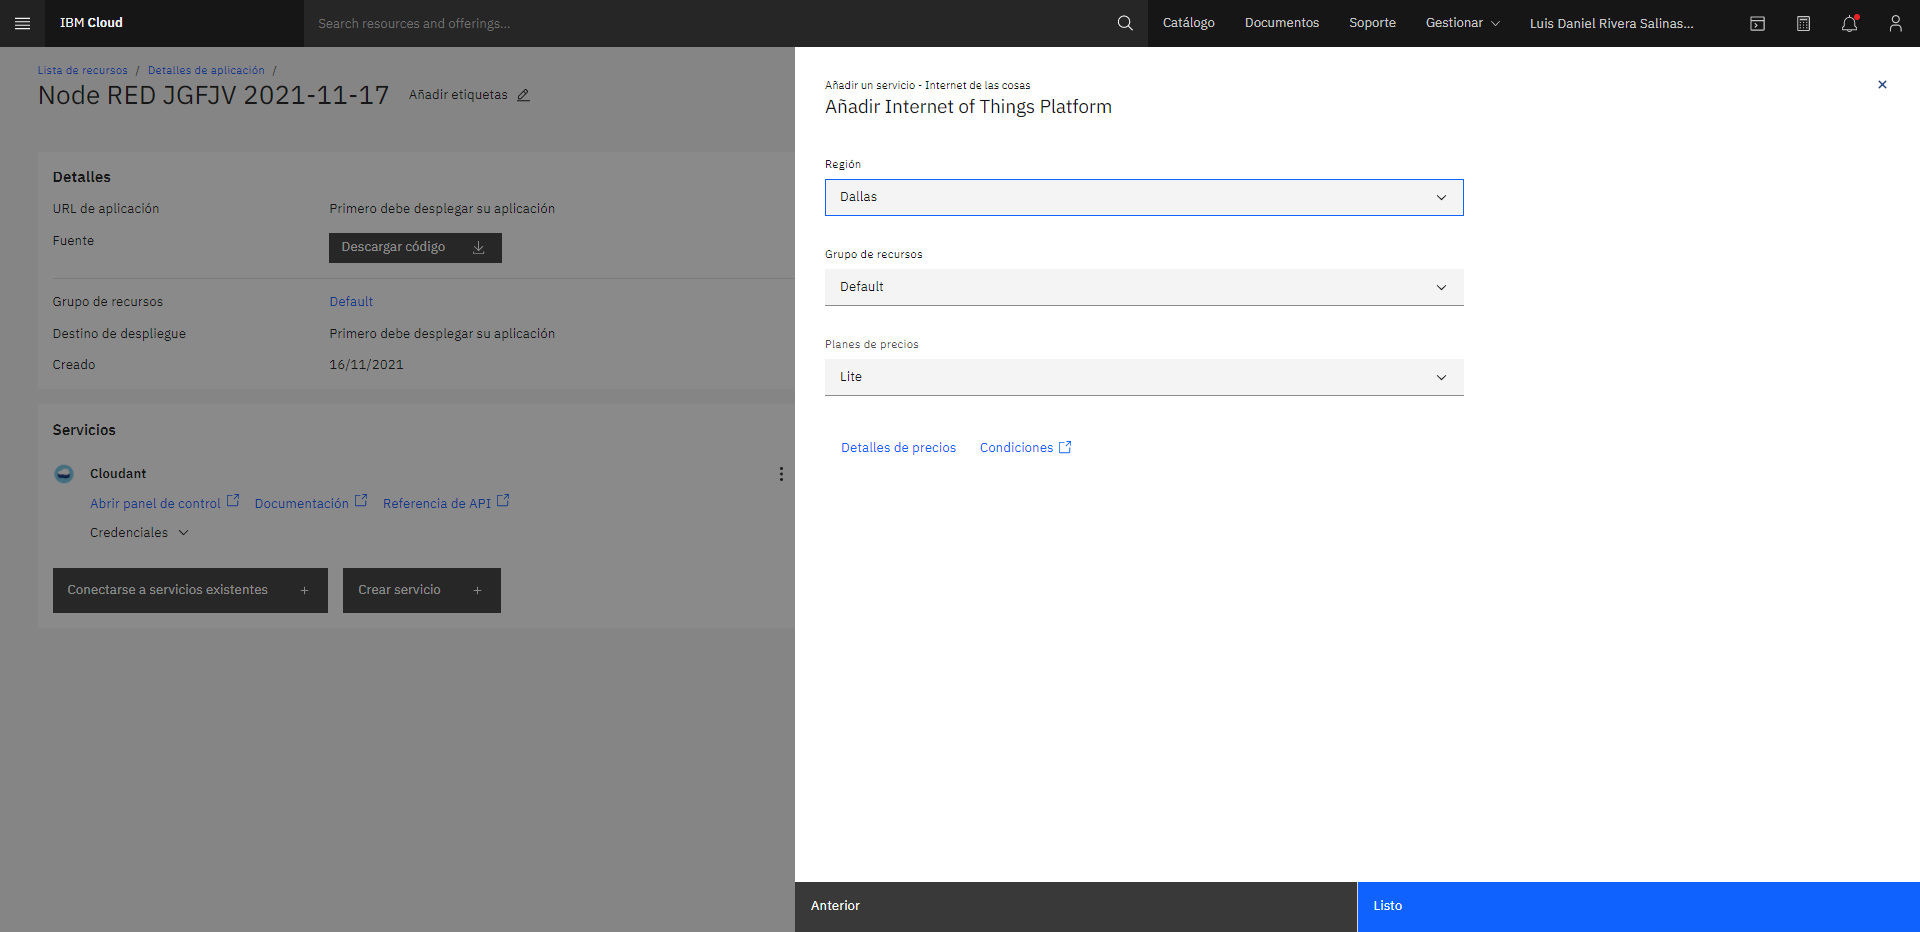 IBM Cloud
Search resources and offerings...
Catálogo
Documentos
Soporte
Gestionar
Luis Daniel Rivera Salinas...
Lista de recursos / Detalles de aplicación /
Node RED JGFJV 2021-11-17
Añadir etiquetas
Detalles
URL de aplicación
Primero debe desplegar su aplicación
Fuente
Descargar código
Grupo de recursos
Default
Destino de despliegue
Primero debe desplegar su aplicación
Creado
16/11/2021
Servicios
Cloudant
Abrir panel de control
Documentación
Referencia de API
Credenciales
Conectarse a servicios existentes +
Crear servicio +
Añadir un servicio - Internet de las cosas
Añadir Internet of Things Platform
Región
Dallas
Grupo de recursos
Default
Planes de precios
Lite
Detalles de precios
Condiciones
Anterior
Listo